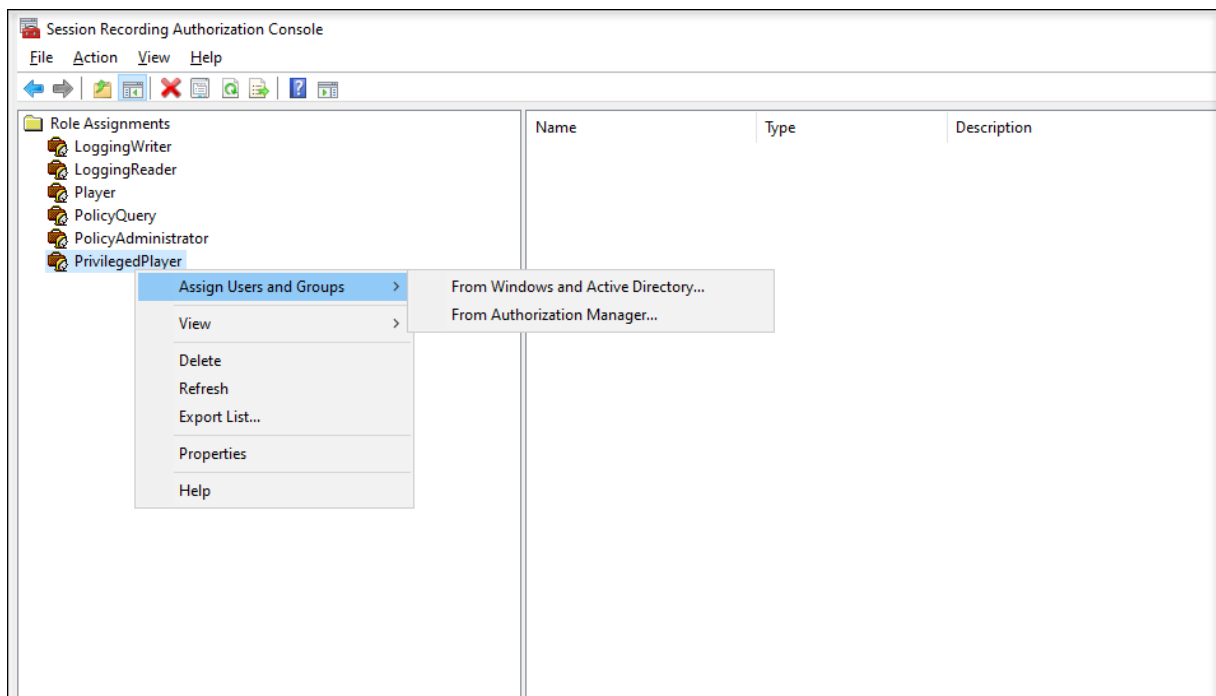 Session Recording Authorization Console
File Action View Help
Role Assignments
Name Type Description
LoggingWriter
LoggingReader
Player
PolicyQuery
PolicyAdministrator
PrivilegedPlayer
Assign Users and Groups
From Windows and Active Directory...
From Authorization Manager...
View
Delete
Refresh
Export List...
Properties
Help